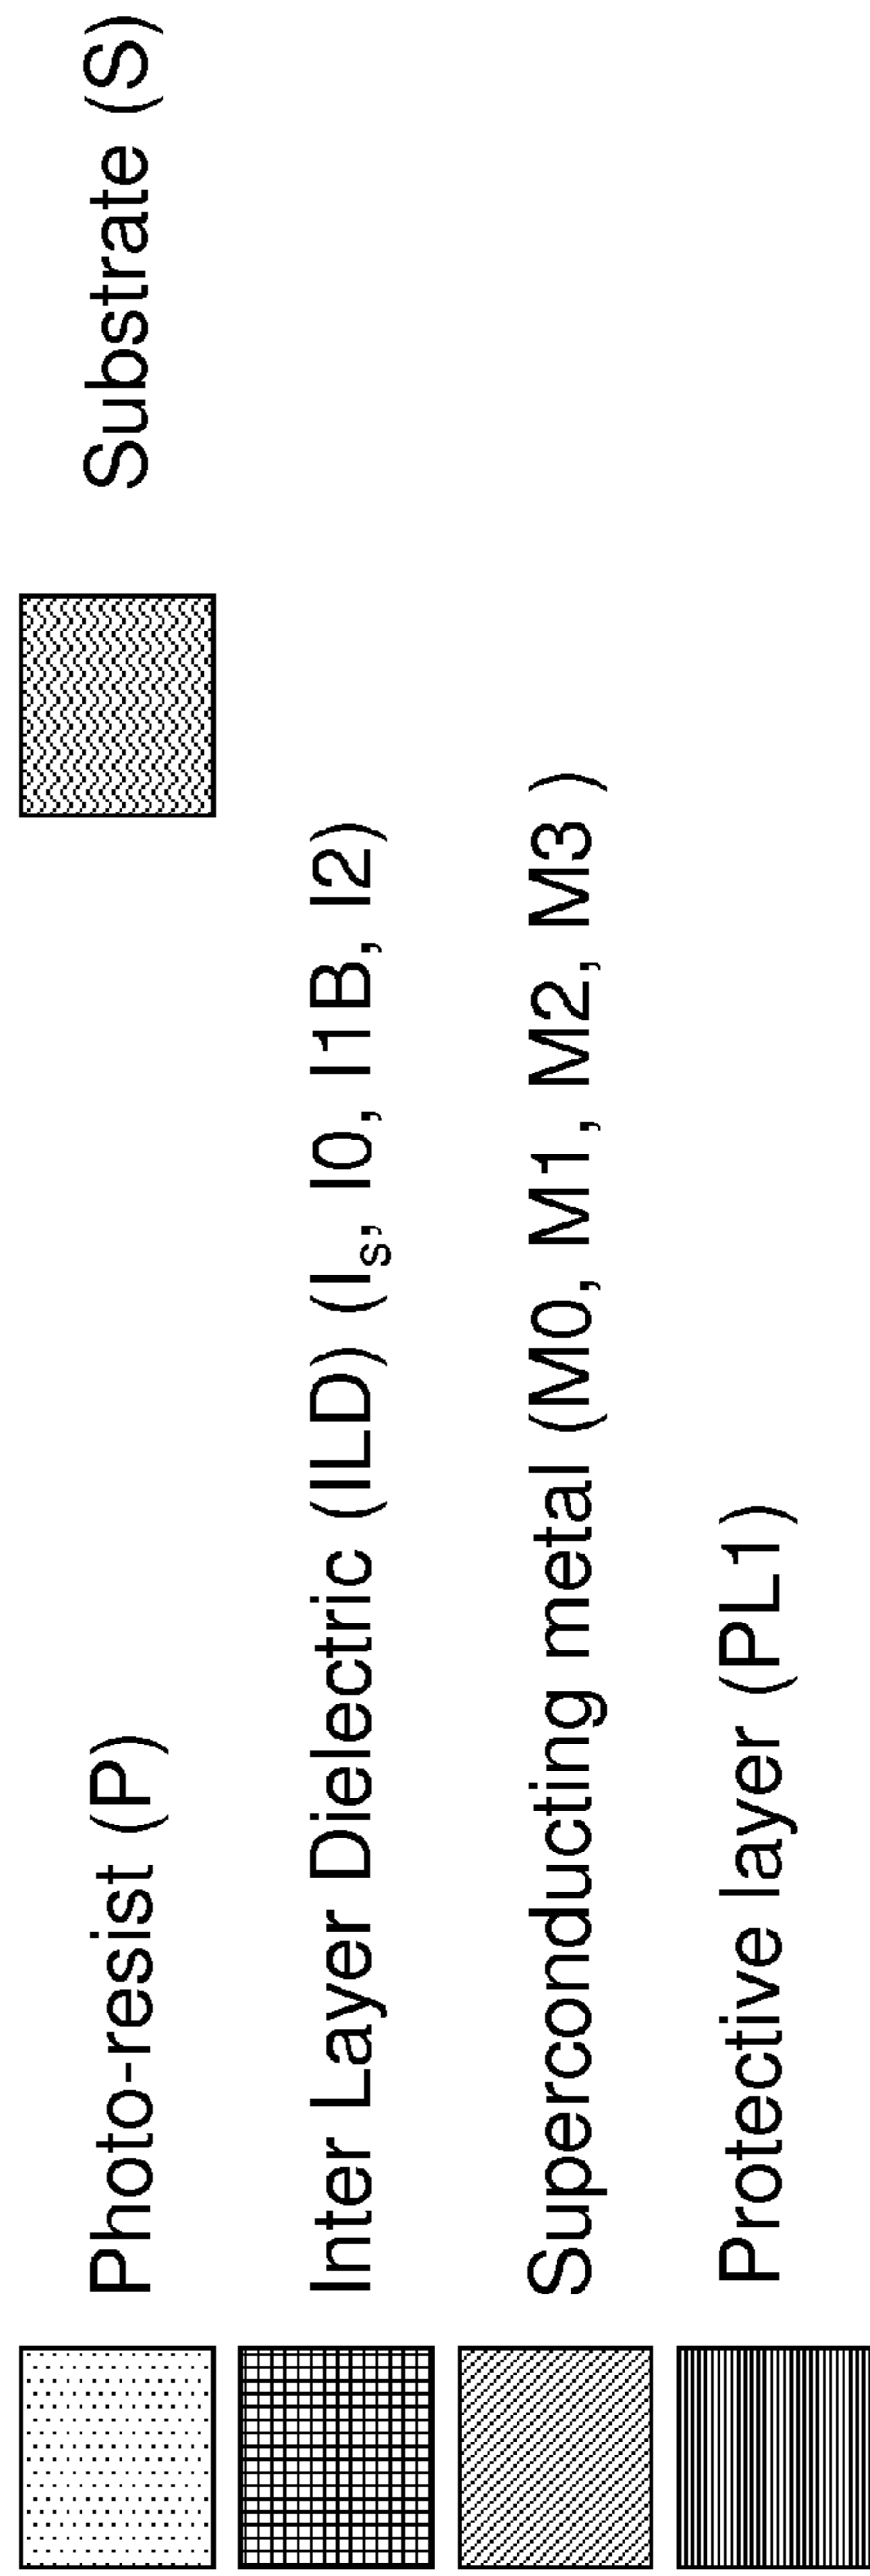 Photo-resist (P)
Substrate (S)
Inter Layer Dielectric (ILD) (Is, I0, I1B, I2)
Superconducting metal (M0, M1, M2, M3 )
Protective layer (PL1)